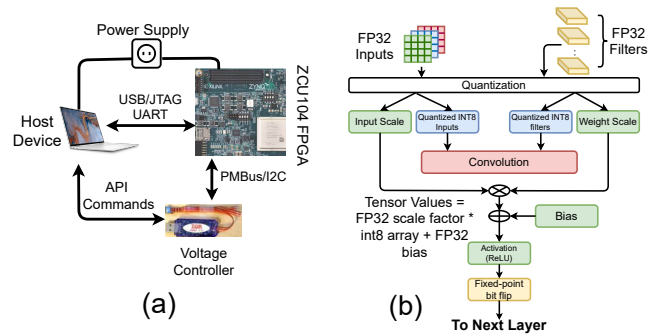 (a)
Power Supply
USB/JTAG
UART
ZCU104 FPGA
Host
Device
PMBus/I2C
API
Commands
Voltage
Controller
(b)
FP32
Inputs
FP32
Filters
Quantization
Input Scale
Quantized INT8
Inputs
Quantized INT8
filters
Weight Scale
Convolution
Tensor Values =
FP32 scale factor *
int8 array + FP32
bias
Bias
Activation
(ReLU)
Fixed-point
bit flip
To Next Layer
(a)
(b)